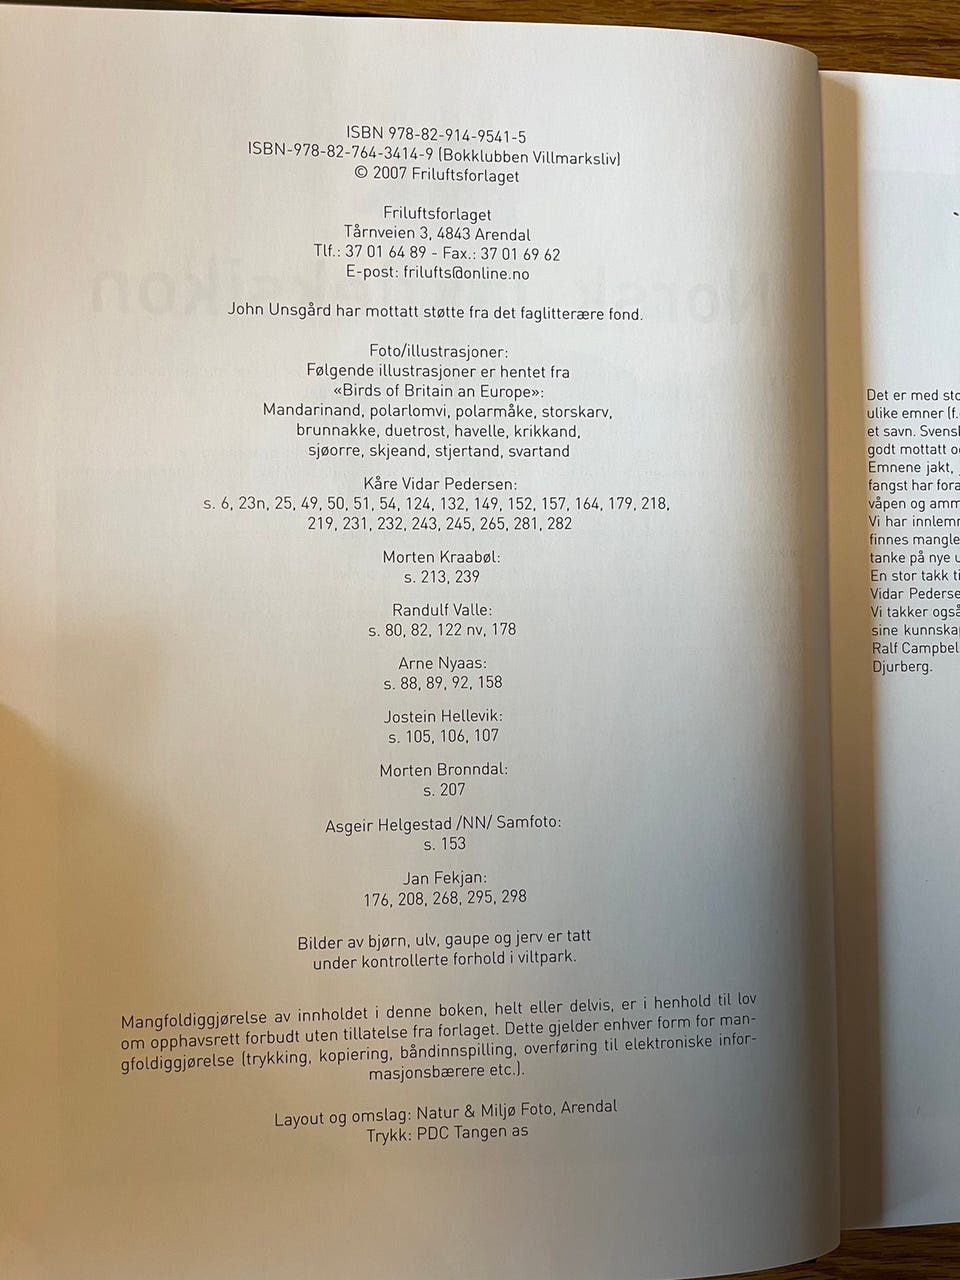 ISBN 978-82-914-9541-5
ISBN-978-82-764-3414-9 (Bokklubben Villmarksliv)
© 2007 Friluftsforlaget
Friluftsforlaget
Tårnveien 3, 4843 Arendal
Tlf.: 37 01 64 89 - Fax.: 37 01 69 62
E-post: frilufts@online.no
John Unsgård har mottatt støtte fra det faglitterære fond.
Foto/illustrasjoner:
Følgende illustrasjoner er hentet fra
«Birds of Britain an Europe»:
Mandarinand, polarlomvi, polarmåke, storskarv,
brunnakke, duetrost, havelle, krikkand,
sjøorre, skjeand, stjertand, svartand
Kåre Vidar Pedersen:
s. 6, 23n, 25, 49, 50, 51, 54, 124, 132, 149, 152, 157, 164, 179, 218,
219, 231, 232, 243, 245, 265, 281, 282
Morten Kraabøl:
s. 213, 239
Randulf Valle:
s. 80, 82, 122 nv, 178
Arne Nyaas:
s. 88, 89, 92, 158
Jostein Hellevik:
s. 105, 106, 107
Morten Bronndal:
s. 207
Asgeir Helgestad /NN/ Samfoto:
s. 153
Jan Fekjan:
176, 208, 268, 295, 298
Bilder av bjørn, ulv, gaupe og jerv er tatt
under kontrollerte forhold i viltpark.
Mangfoldiggjørelse av innholdet i denne boken, helt eller delvis, er i henhold til lov
om opphavsrett forbudt uten tillatelse fra forlaget. Dette gjelder enhver form for man-
gfoldiggjørelse (trykking, kopiering, båndinnspilling, overføring til elektroniske infor-
masjonsbærere etc.).
Layout og omslag: Natur & Miljø Foto, Arendal
Trykk: PDC Tangen as
Det er med sto
ulike emner (f.
et savn. Svensk
godt mottatt o
Emnene jakt,
fangst har fora
våpen og amm
Vi har innlemm
finnes mangle
tanke på nye u
En stor takk ti
Vidar Pederse
Vi takker også
sine kunnskap
Ralf Campbel
Djurberg.